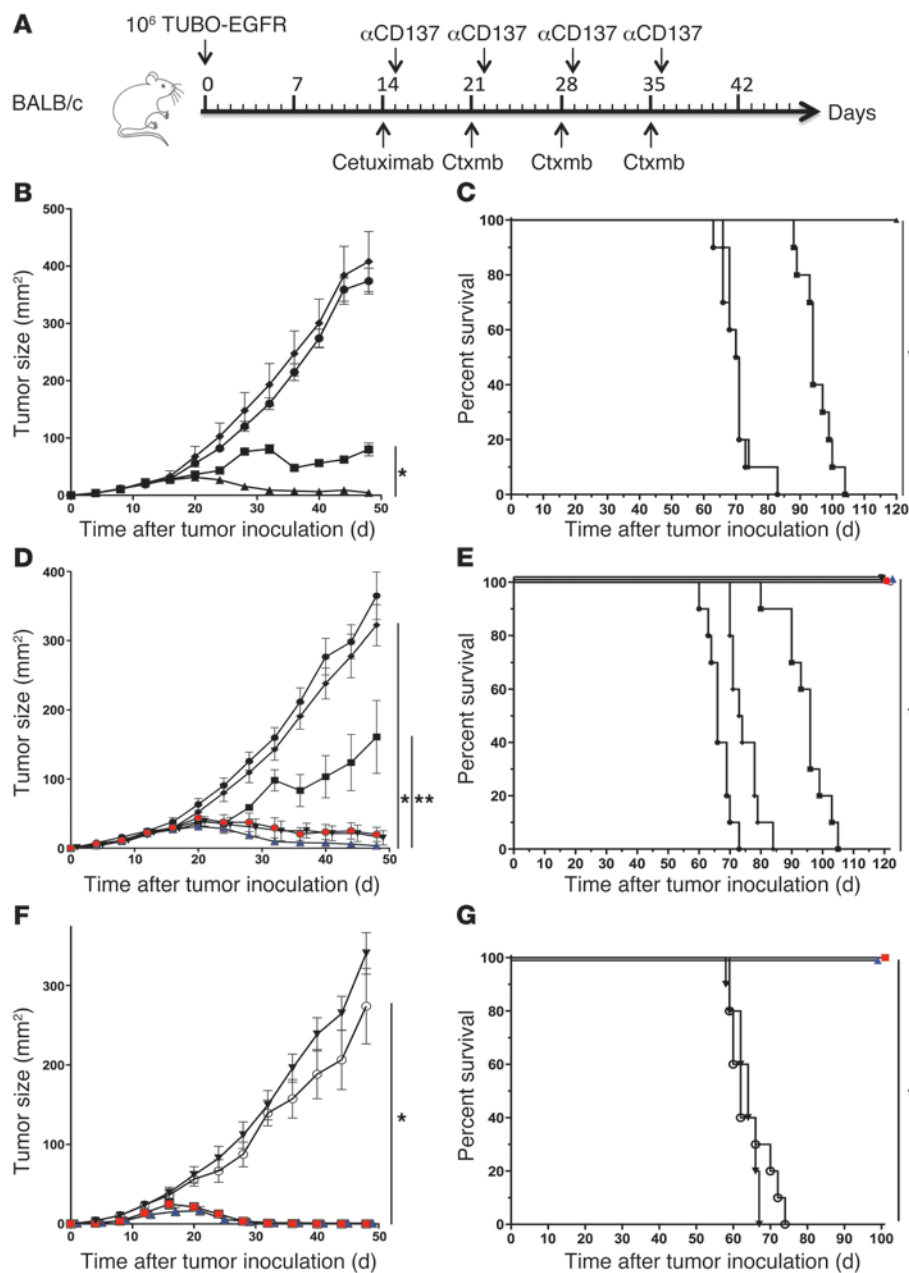 A
10⁶ TUBO-EGFR
αCD137 αCD137 αCD137 αCD137
BALB/c
0 7 14 21 28 35 42
Days
Cetuximab Ctxmb Ctxmb Ctxmb
B
Tumor size (mm²)
500
400
300
200
100
0
*
0 10 20 30 40 50
Time after tumor inoculation (d)
C
Percent survival
100
80
60
40
20
0
0 10 20 30 40 50 60 70 80 90 100 110 120
Time after tumor inoculation (d)
D
Tumor size (mm²)
400
300
200
100
0
* **
0 10 20 30 40 50
Time after tumor inoculation (d)
E
Percent survival
100
80
60
40
20
0
0 10 20 30 40 50 60 70 80 90 100 110 120
Time after tumor inoculation (d)
F
Tumor size (mm²)
300
200
100
0
*
0 10 20 30 40 50
Time after tumor inoculation (d)
G
Percent survival
100
80
60
40
20
0
0 10 20 30 40 50 60 70 80 90 100
Time after tumor inoculation (d)